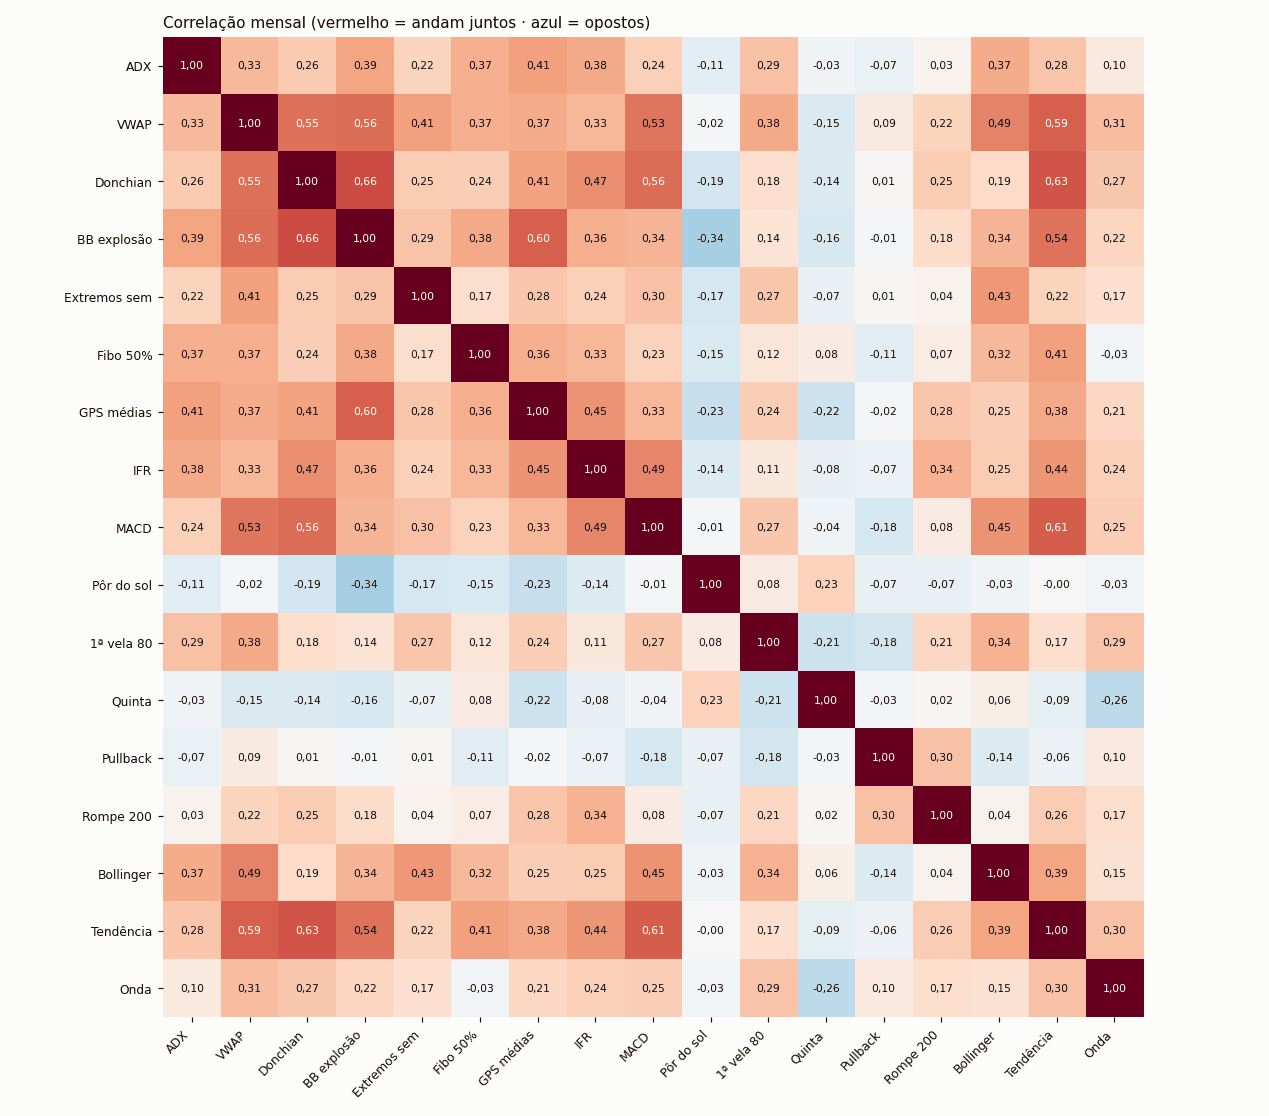 Correlação mensal (vermelho = andam juntos · azul = opostos)
ADX 1,00 0,33 0,26 0,39 0,22 0,37 0,41 0,38 0,24 -0,11 0,29 -0,03 -0,07 0,03 0,37 0,28 0,10
VWAP 0,33 1,00 0,55 0,56 0,41 0,37 0,37 0,33 0,53 -0,02 0,38 -0,15 0,09 0,22 0,49 0,59 0,31
Donchian 0,26 0,55 1,00 0,66 0,25 0,24 0,41 0,47 0,56 -0,19 0,18 -0,14 0,01 0,25 0,19 0,63 0,27
BB explosão 0,39 0,56 0,66 1,00 0,29 0,38 0,60 0,36 0,34 -0,34 0,14 -0,16 -0,01 0,18 0,34 0,54 0,22
Extremos sem 0,22 0,41 0,25 0,29 1,00 0,17 0,28 0,24 0,30 -0,17 0,27 -0,07 0,01 0,04 0,43 0,22 0,17
Fibo 50% 0,37 0,37 0,24 0,38 0,17 1,00 0,36 0,33 0,23 -0,15 0,12 0,08 -0,11 0,07 0,32 0,41 -0,03
GPS médias 0,41 0,37 0,41 0,60 0,28 0,36 1,00 0,45 0,33 -0,23 0,24 -0,22 -0,02 0,28 0,25 0,38 0,21
IFR 0,38 0,33 0,47 0,36 0,24 0,33 0,45 1,00 0,49 -0,14 0,11 -0,08 -0,07 0,34 0,25 0,44 0,24
MACD 0,24 0,53 0,56 0,34 0,30 0,23 0,33 0,49 1,00 -0,01 0,27 -0,04 -0,18 0,08 0,45 0,61 0,25
Pôr do sol -0,11 -0,02 -0,19 -0,34 -0,17 -0,15 -0,23 -0,14 -0,01 1,00 0,08 0,23 -0,07 -0,07 -0,03 -0,00 -0,03
1ª vela 80 0,29 0,38 0,18 0,14 0,27 0,12 0,24 0,11 0,27 0,08 1,00 -0,21 -0,18 0,21 0,34 0,17 0,29
Quinta -0,03 -0,15 -0,14 -0,16 -0,07 0,08 -0,22 -0,08 -0,04 0,23 -0,21 1,00 -0,03 0,02 0,06 -0,09 -0,26
Pullback -0,07 0,09 0,01 -0,01 0,01 -0,11 -0,02 -0,07 -0,18 -0,07 -0,18 -0,03 1,00 0,30 -0,14 -0,06 0,10
Rompe 200 0,03 0,22 0,25 0,18 0,04 0,07 0,28 0,34 0,08 -0,07 0,21 0,02 0,30 1,00 0,04 0,26 0,17
Bollinger 0,37 0,49 0,19 0,34 0,43 0,32 0,25 0,25 0,45 -0,03 0,34 0,06 -0,14 0,04 1,00 0,39 0,15
Tendência 0,28 0,59 0,63 0,54 0,22 0,41 0,38 0,44 0,61 -0,00 0,17 -0,09 -0,06 0,26 0,39 1,00 0,30
Onda 0,10 0,31 0,27 0,22 0,17 -0,03 0,21 0,24 0,25 -0,03 0,29 -0,26 0,10 0,17 0,15 0,30 1,00
ADX VWAP Donchian BB explosão Extremos sem Fibo 50% GPS médias IFR MACD Pôr do sol 1ª vela 80 Quinta Pullback Rompe 200 Bollinger Tendência Onda